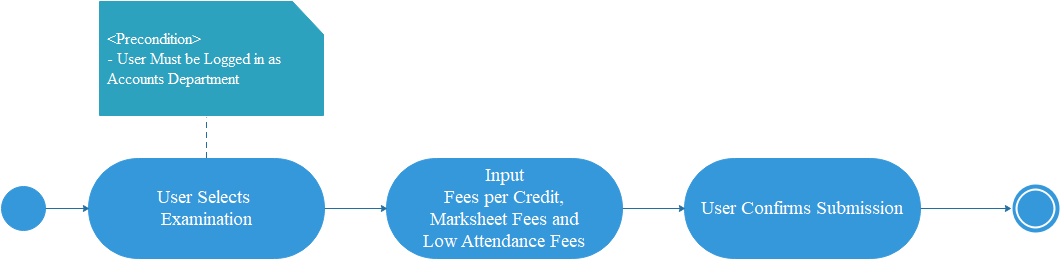 <Precondition>
- User Must be Logged in as
Accounts Department
User Selects
Examination
Input
Fees per Credit,
Marksheet Fees and
Low Attendance Fees
User Confirms Submission